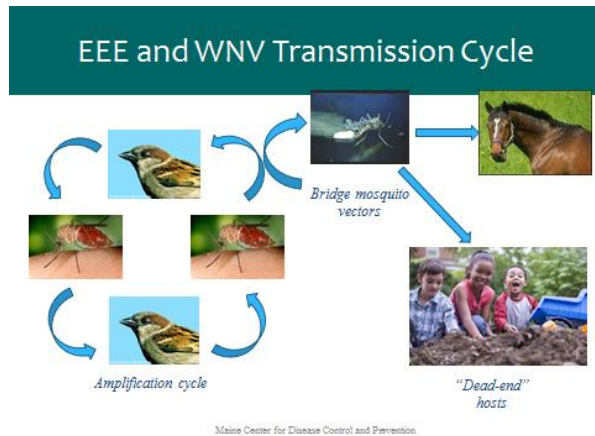 EEE and WNV Transmission Cycle
Bridge mosquito
vectors
Amplification cycle
“Dead-end”
hosts
Maine Center for Disease Control and Prevention